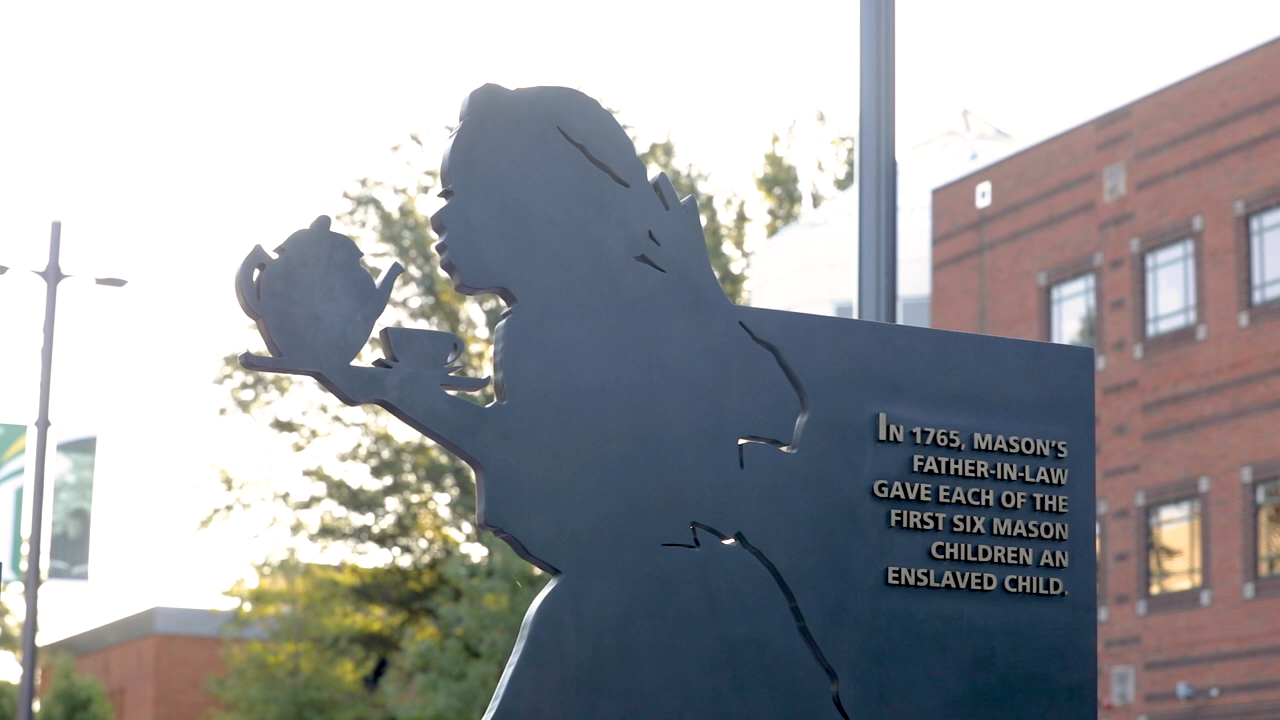 IN 1765, MASON'S
FATHER-IN-LAW
GAVE EACH OF THE
FIRST SIX MASON
CHILDREN AN
ENSLAVED CHILD.